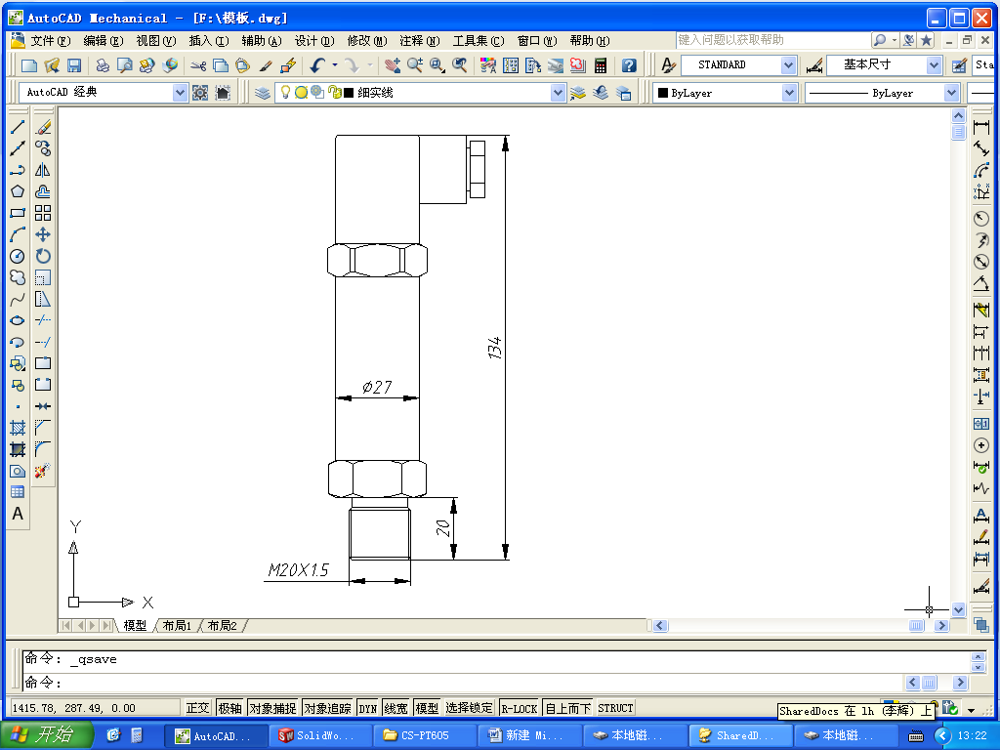 AutoCAD Mechanical - [F:\模板.dwg]
文件(F) 编辑(E) 视图(V) 插入(I) 辅助(A) 设计(D) 修改(M) 注释(N) 工具集(C) 窗口(W) 帮助(H) 键入问题以获取帮助
STANDARD 基本尺寸 Sta
AutoCAD 经典 细实线 ByLayer ByLayer
134
Φ27
20
M20X1.5
Y
X
A
模型 布局1 布局2
命令: _qsave
命令:
1415.78, 287.49, 0.00 正交 极轴 对象捕捉 对象追踪 DYN 线宽 模型 选择锁定 R-LOCK 自上而下 STRUCT
SharedDocs 在 lh (李辉) 上
开始 AutoCAD... SolidWo... CS-PT605 新建 Mi... 本地磁... SharedD... 本地磁... 13:22